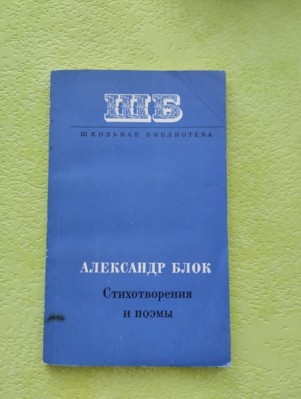 ШБ
ШКОЛЬНАЯ БИБЛИОТЕКА
АЛЕКСАНДР БЛОК
Стихотворения
и поэмы